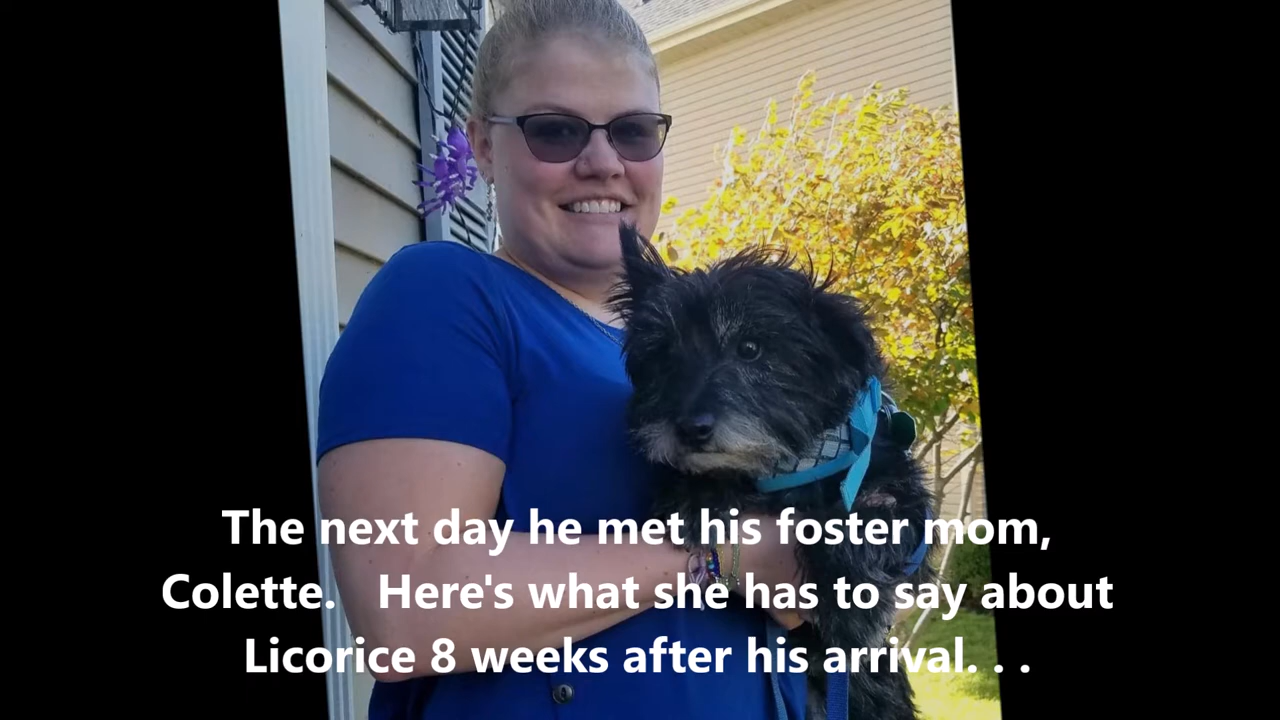 The next day he met his foster mom,
Colette.   Here's what she has to say about
Licorice 8 weeks after his arrival. . .